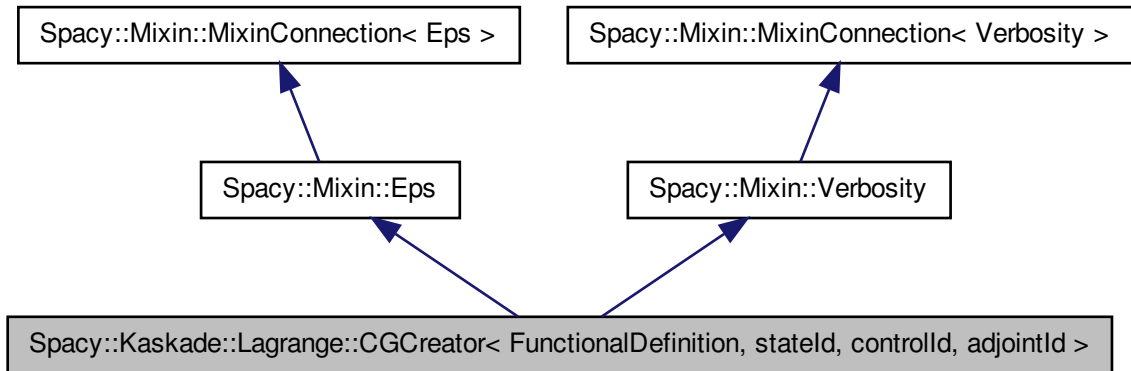 Spacy::Mixin::MixinConnection< Eps >
Spacy::Mixin::MixinConnection< Verbosity >
Spacy::Mixin::Eps
Spacy::Mixin::Verbosity
Spacy::Kaskade::Lagrange::CGCreator< FunctionalDefinition, stateId, controlId, adjointId >